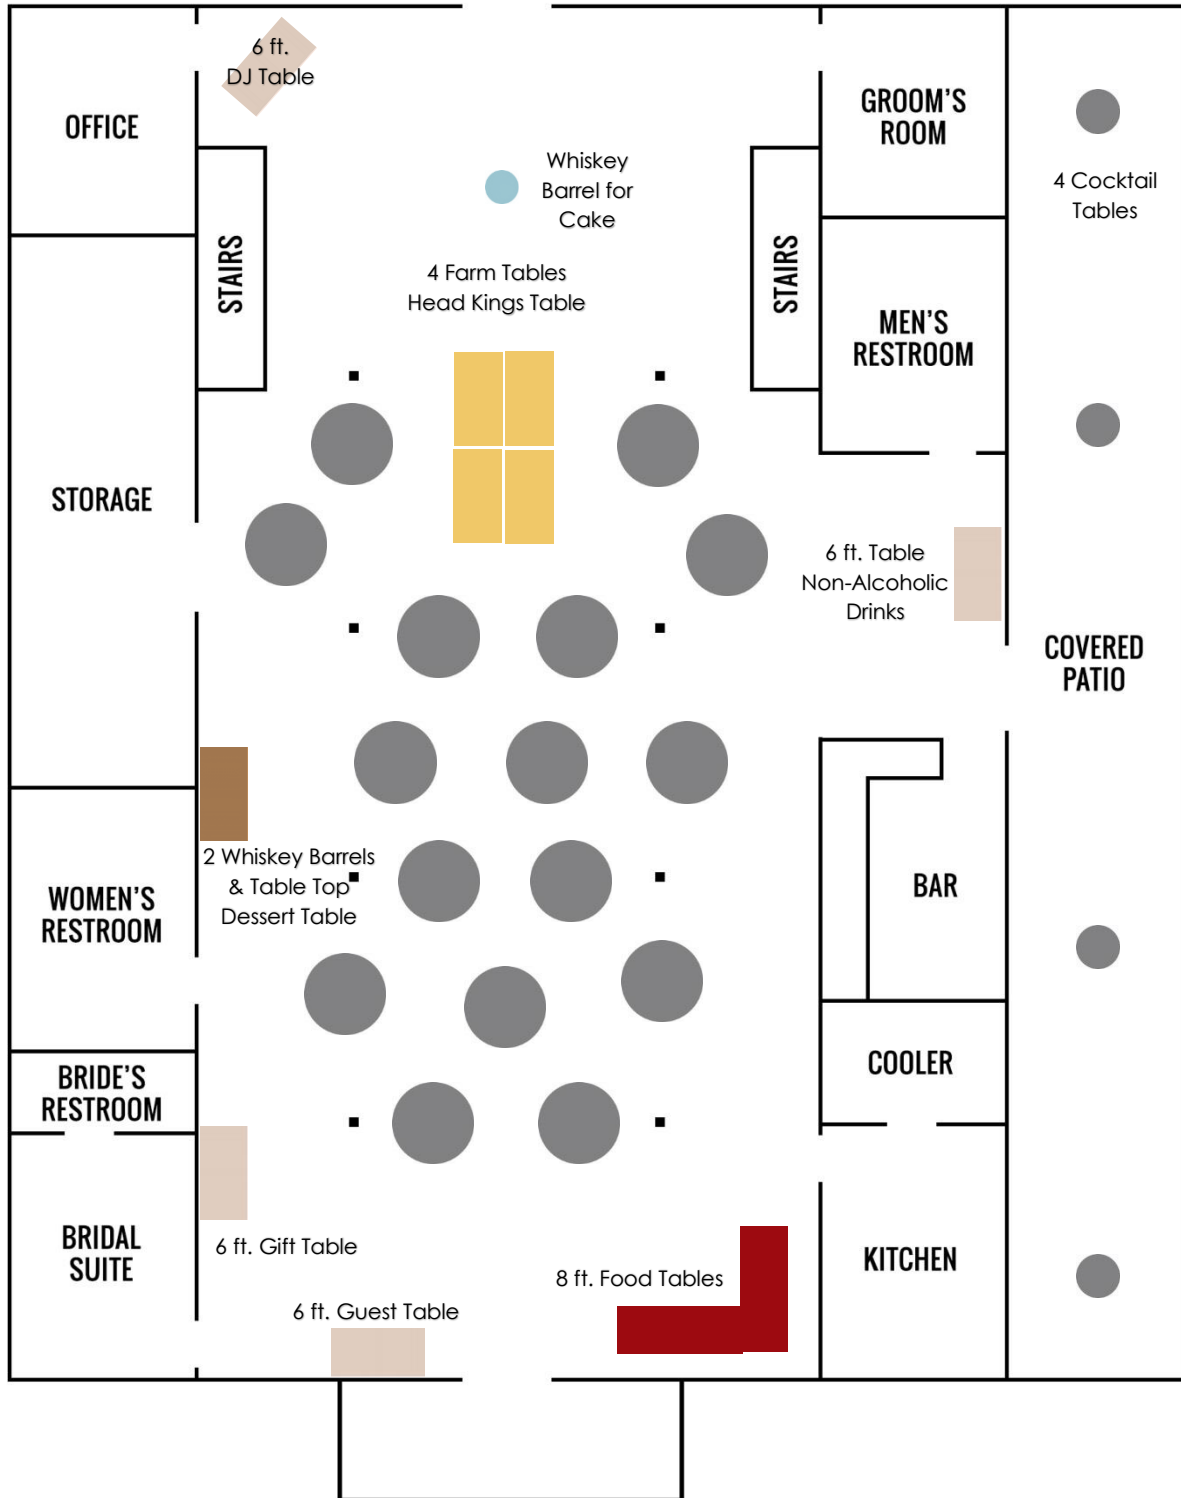 6 ft.
DJ Table
OFFICE
GROOM'S
ROOM
4 Cocktail
Tables
Whiskey
Barrel for
Cake
STAIRS
STAIRS
4 Farm Tables
Head Kings Table
MEN'S
RESTROOM
STORAGE
6 ft. Table
Non-Alcoholic
Drinks
COVERED
PATIO
2 Whiskey Barrels
& Table Top
Dessert Table
WOMEN'S
RESTROOM
BAR
COOLER
BRIDE'S
RESTROOM
BRIDAL
SUITE
6 ft. Gift Table
KITCHEN
8 ft. Food Tables
6 ft. Guest Table